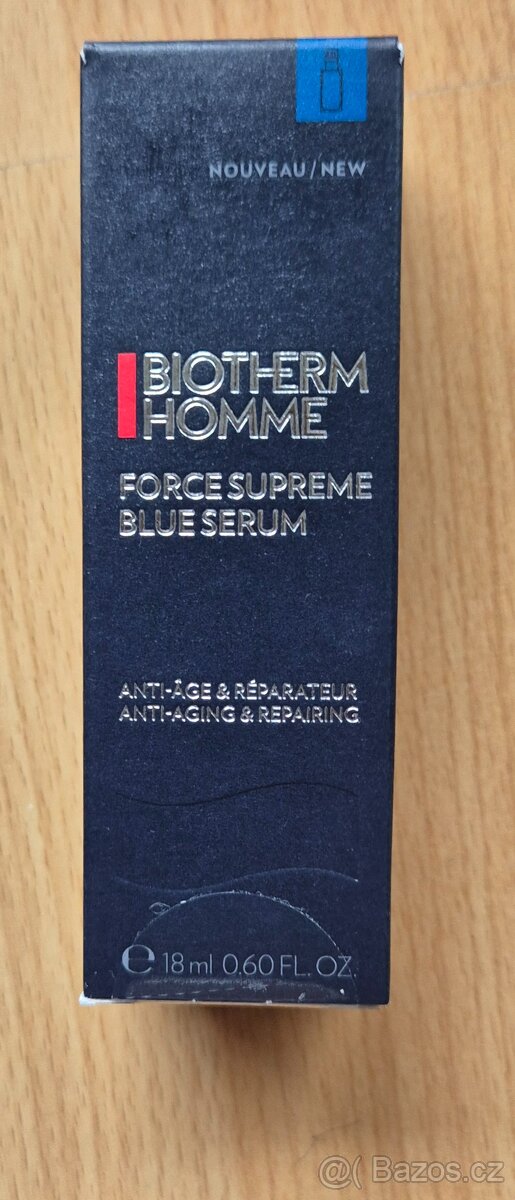 NOUVEAU / NEW
BIOTHERM
HOMME
FORCE SUPREME
BLUE SERUM
ANTI-ÂGE & RÉPARATEUR
ANTI-AGING & REPAIRING
℮ 18 ml 0.60 FL. OZ.
@( Bazos.cz